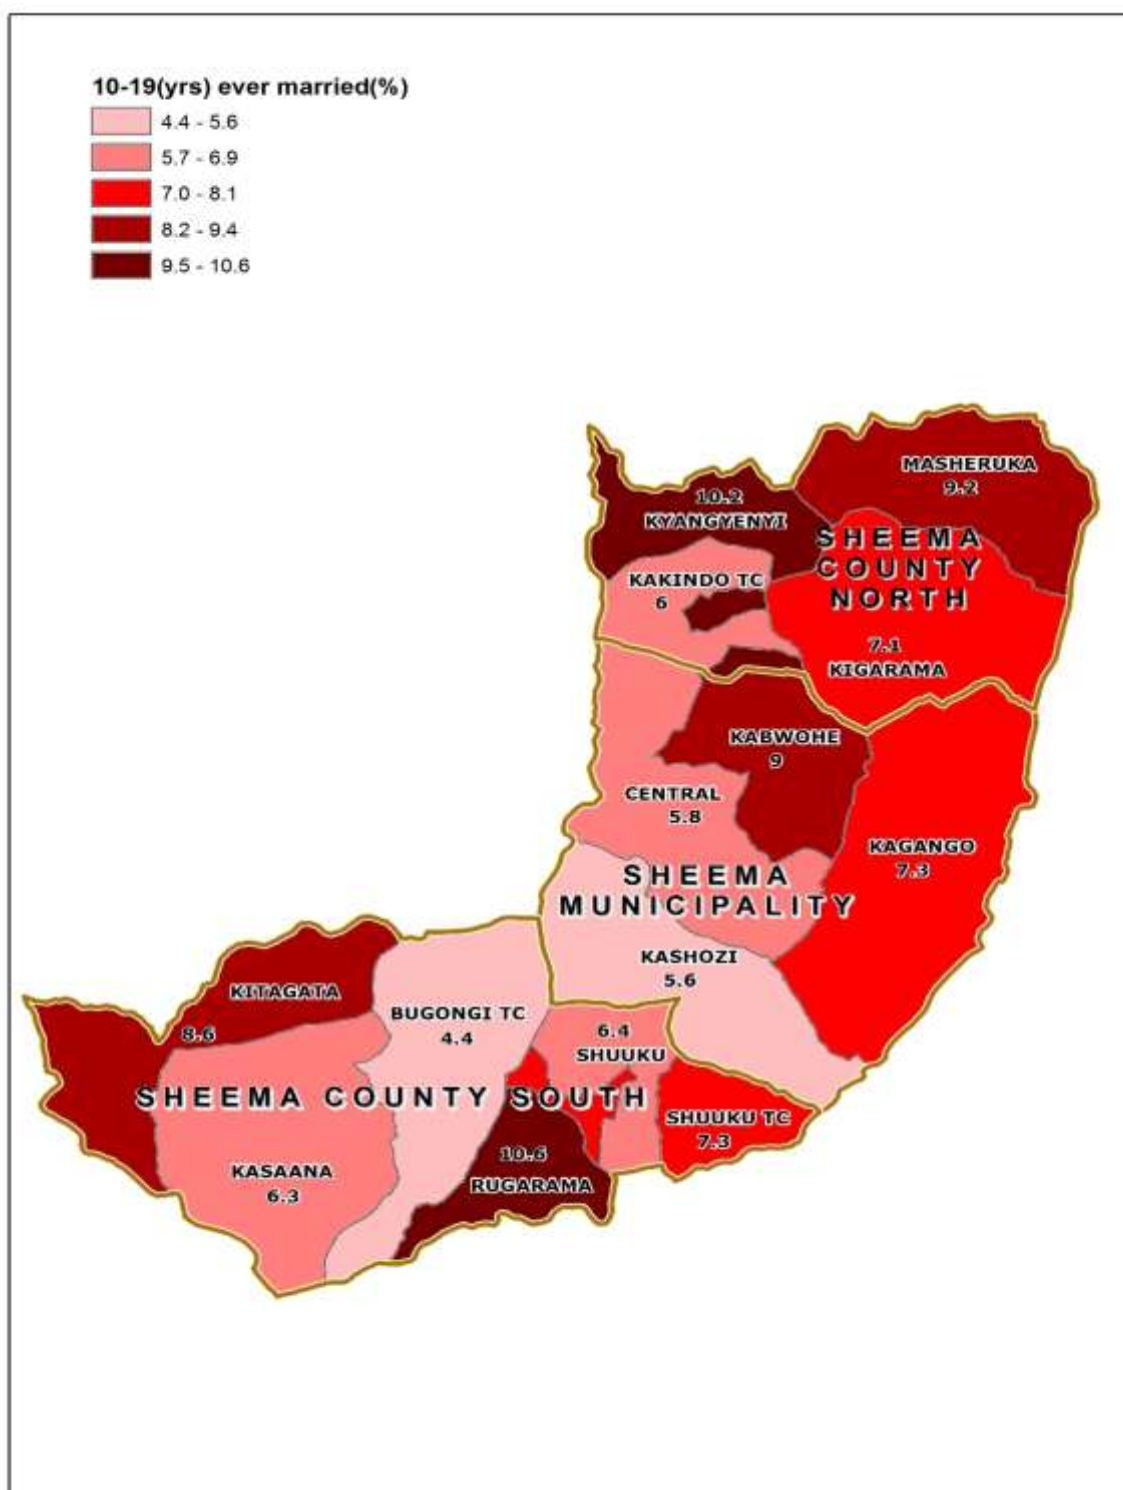 10-19(yrs) ever married(%)
4.4 - 5.6
5.7 - 6.9
7.0 - 8.1
8.2 - 9.4
9.5 - 10.6
MASHERUKA
9.2
10.2
KYANGYENYI
SHEEMA
COUNTY
NORTH
KAKINDO TC
6
7.1
KIGARAMA
KABWOHE
9
CENTRAL
5.8
KAGANGO
7.3
SHEEMA
MUNICIPALITY
KASHOZI
5.6
KITAGATA
8.6
BUGONGI TC
4.4
6.4
SHUUKU
SHEEMA COUNTY SOUTH
SHUUKU TC
7.3
KASAANA
6.3
10.6
RUGARAMA